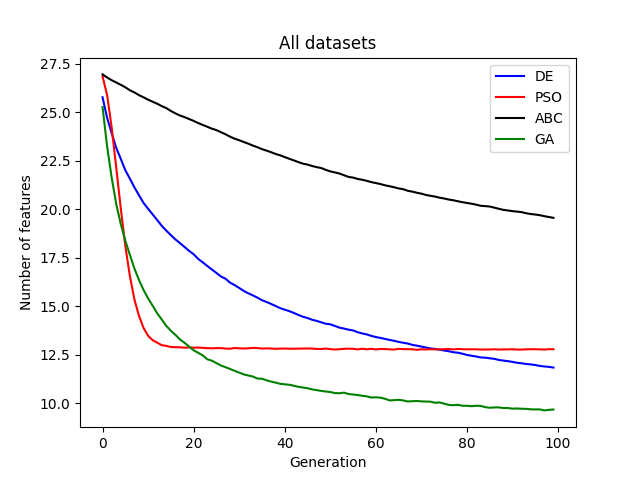 All datasets
27.5
25.0
22.5
20.0
17.5
15.0
12.5
10.0
Number of features
DE
PSO
ABC
GA
0 20 40 60 80 100
Generation